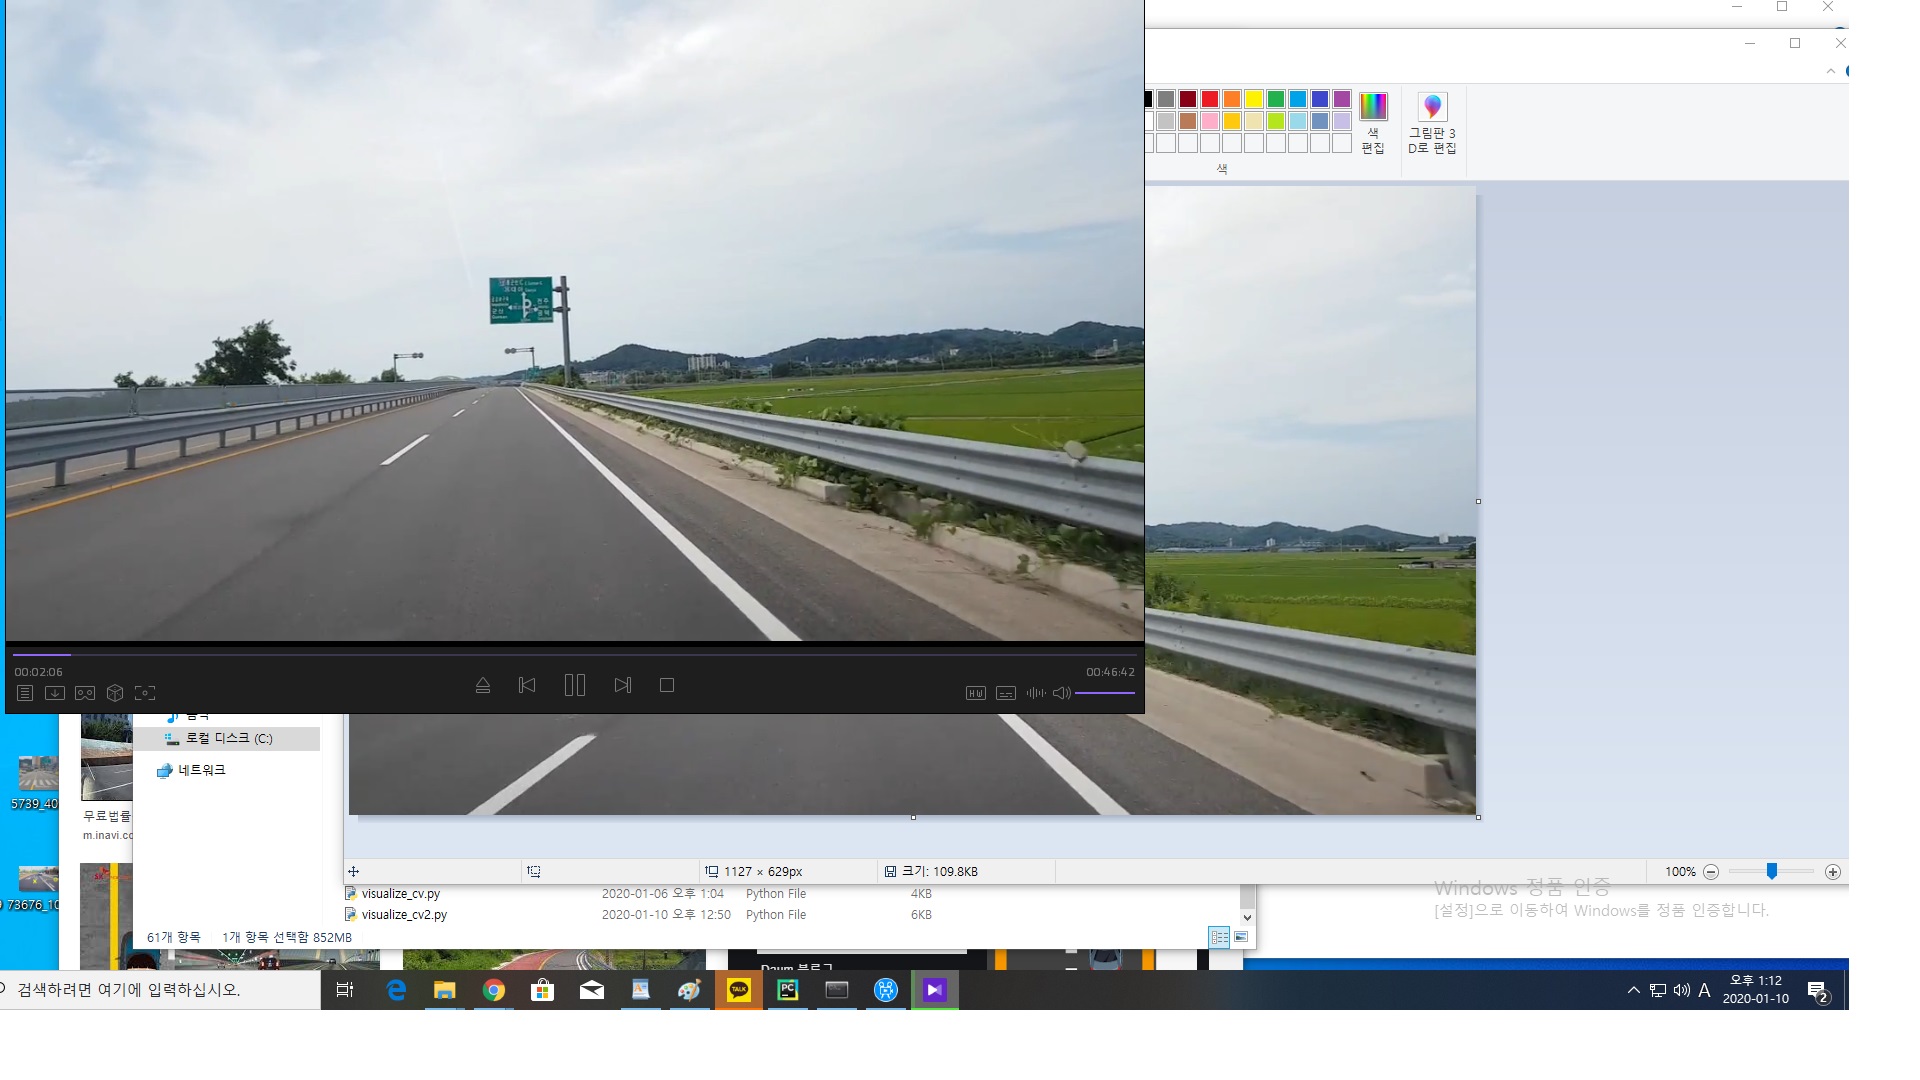 색
편집
그림판 3
D로 편집
색
00:02:06
00:46:42
HW
로컬 디스크 (C:)
네트워크
5739_40
무료법률
m.inavi.co
73676_10
1127 × 629px
크기: 109.8KB
100%
visualize_cv.py 2020-01-06 오후 1:04 Python File 4KB
visualize_cv2.py 2020-01-10 오후 12:50 Python File 6KB
Windows 정품 인증
[설정]으로 이동하여 Windows를 정품 인증합니다.
61개 항목 1개 항목 선택함 852MB
Daum 블로그
검색하려면 여기에 입력하십시오.
TALK
PC
A
오후 1:12
2020-01-10
2